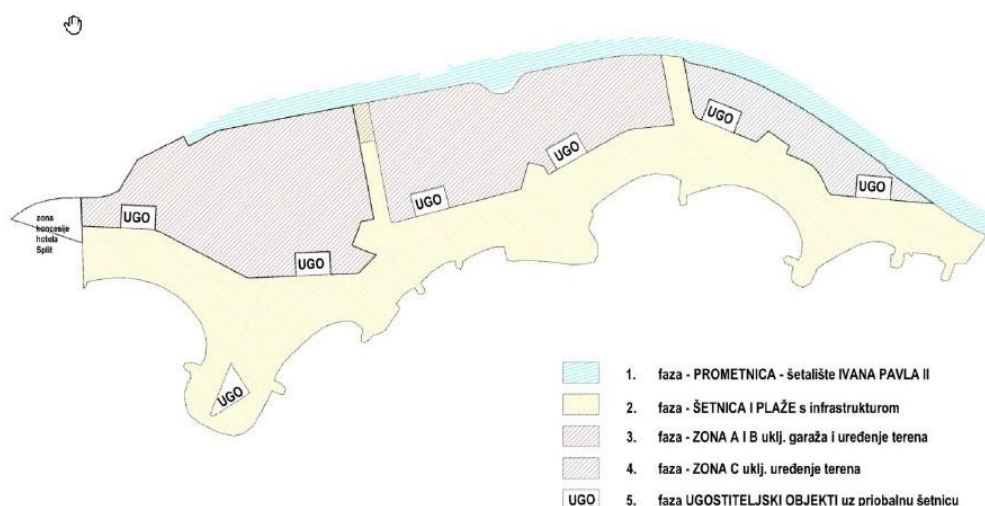 UGO
UGO
UGO
UGO
UGO
UGO
zona
koncesije
hotela
Split
UGO
UGO
1. faza - PROMETNICA - šetalište IVANA PAVLA II
2. faza - ŠETNICA I PLAŽE s infrastrukturom
3. faza - ZONA A I B uklj. garaža i uređenje terena
4. faza - ZONA C uklj. uređenje terena
UGO 5. faza UGOSTITELJSKI OBJEKTI uz priobalnu šetnicu